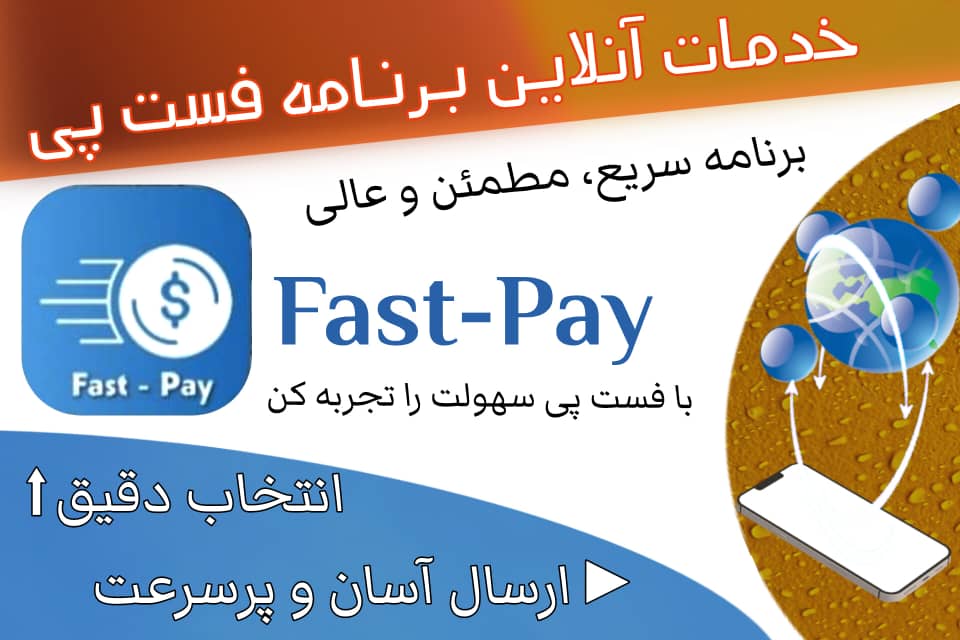 خدمات آنلاین برنامه فست پی
برنامه سریع، مطمئن و عالی
Fast - Pay
Fast-Pay
با فست پی سهولت را تجربه کن
انتخاب دقیق
ارسال آسان و پرسرعت